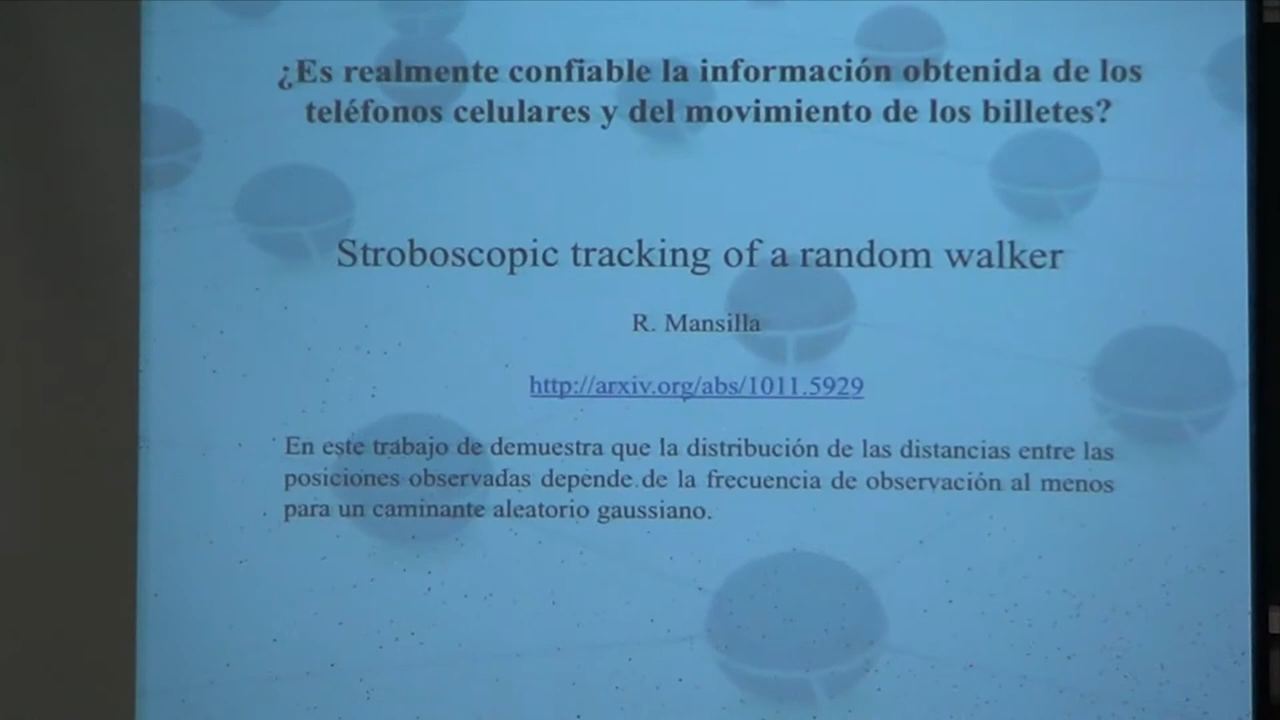 ¿Es realmente confiable la información obtenida de los
teléfonos celulares y del movimiento de los billetes?
Stroboscopic tracking of a random walker
R. Mansilla
http://arxiv.org/abs/1011.5929
En este trabajo de demuestra que la distribución de las distancias entre las
posiciones observadas depende de la frecuencia de observación al menos
para un caminante aleatorio gaussiano.